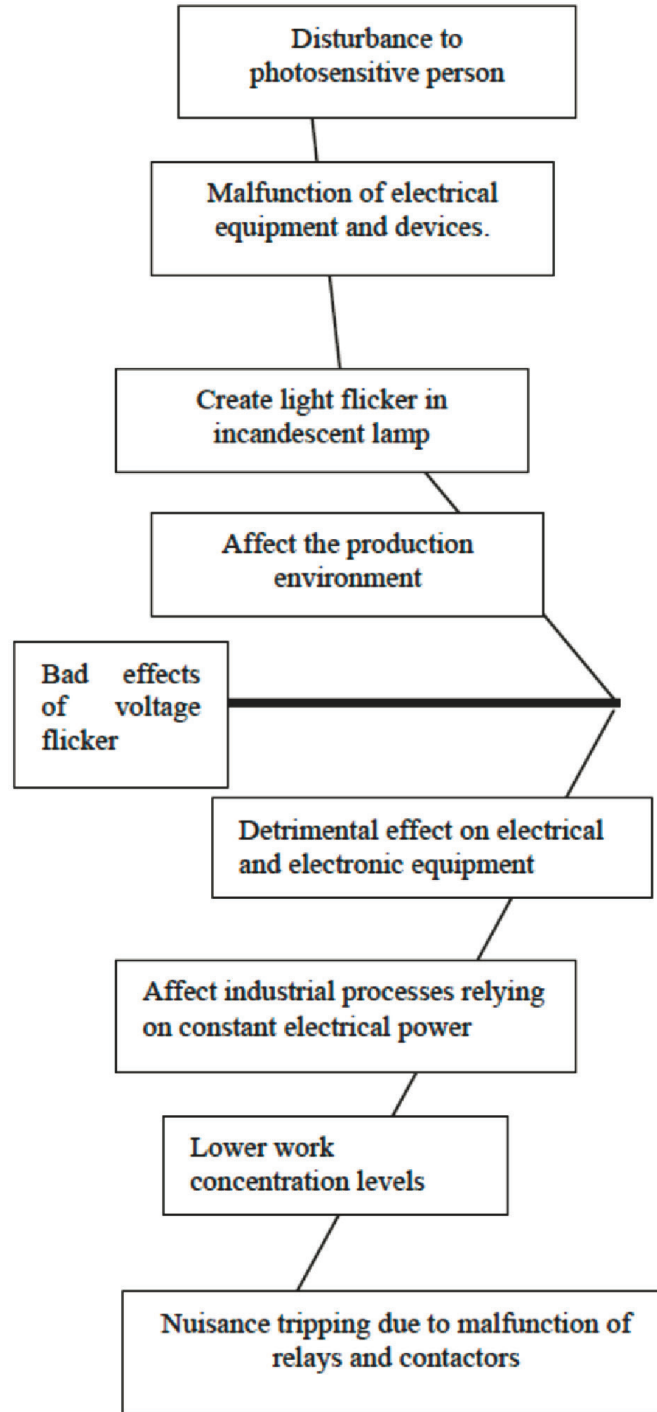 Disturbance to
photosensitive person
Malfunction of electrical
equipment and devices.
Create light flicker in
incandescent lamp
Affect the production
environment
Bad effects
of voltage
flicker
Detrimental effect on electrical
and electronic equipment
Affect industrial processes relying
on constant electrical power
Lower work
concentration levels
Nuisance tripping due to malfunction of
relays and contactors